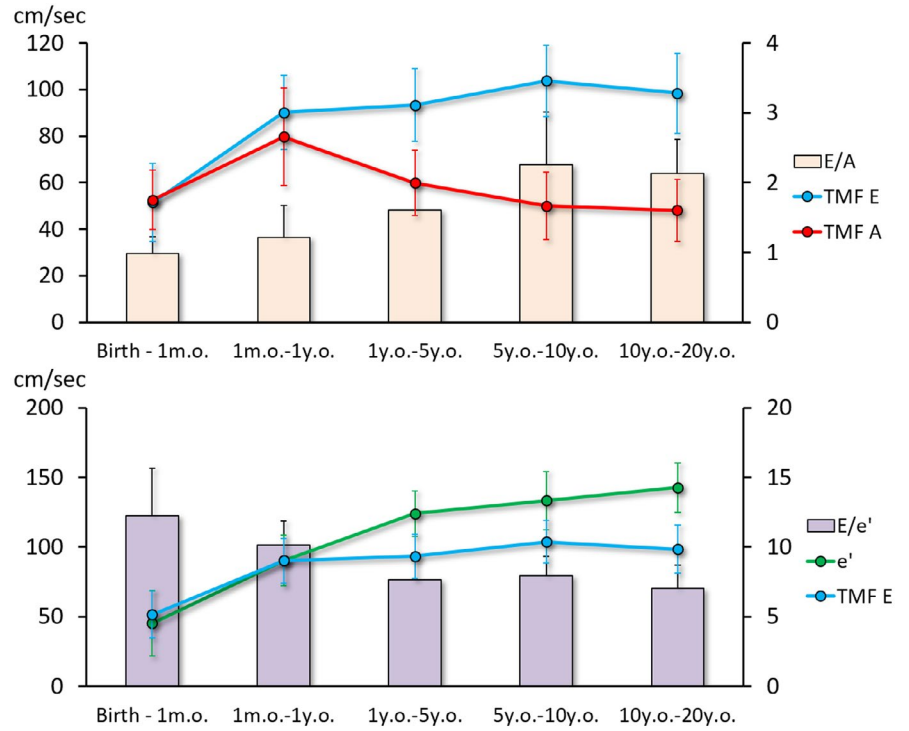 cm/sec
120
100
80
60
40
20
0
4
3
2
1
0
E/A
TMF E
TMF A
Birth - 1m.o.
1m.o.-1y.o.
1y.o.-5y.o.
5y.o.-10y.o.
10y.o.-20y.o.
cm/sec
200
150
100
50
0
20
15
10
5
0
E/e'
e'
TMF E
Birth - 1m.o.
1m.o.-1y.o.
1y.o.-5y.o.
5y.o.-10y.o.
10y.o.-20y.o.